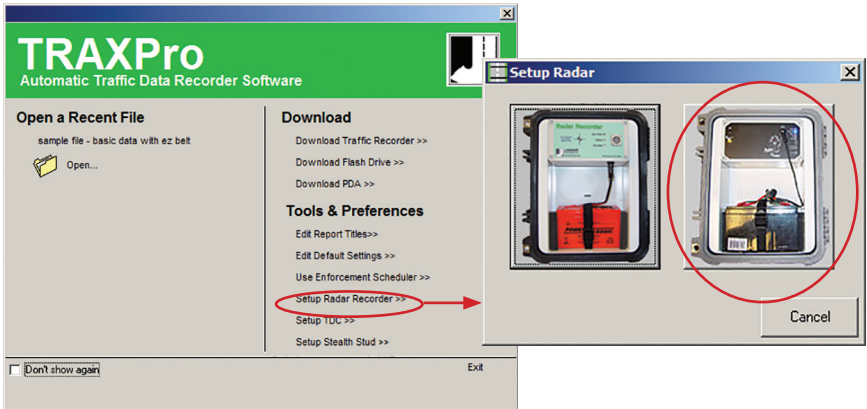 TRAXPro
Automatic Traffic Data Recorder Software
Open a Recent File
sample file - basic data with ez belt
Open...
Download
Download Traffic Recorder >>
Download Flash Drive >>
Download PDA >>
Tools & Preferences
Edit Report Titles>>
Edit Default Settings >>
Use Enforcement Scheduler >>
Setup Radar Recorder >>
Setup TDC >>
Setup Stealth Stud >>
Don't show again
Exit
Setup Radar
Radar Recorder
POWER-SONIC
Cancel